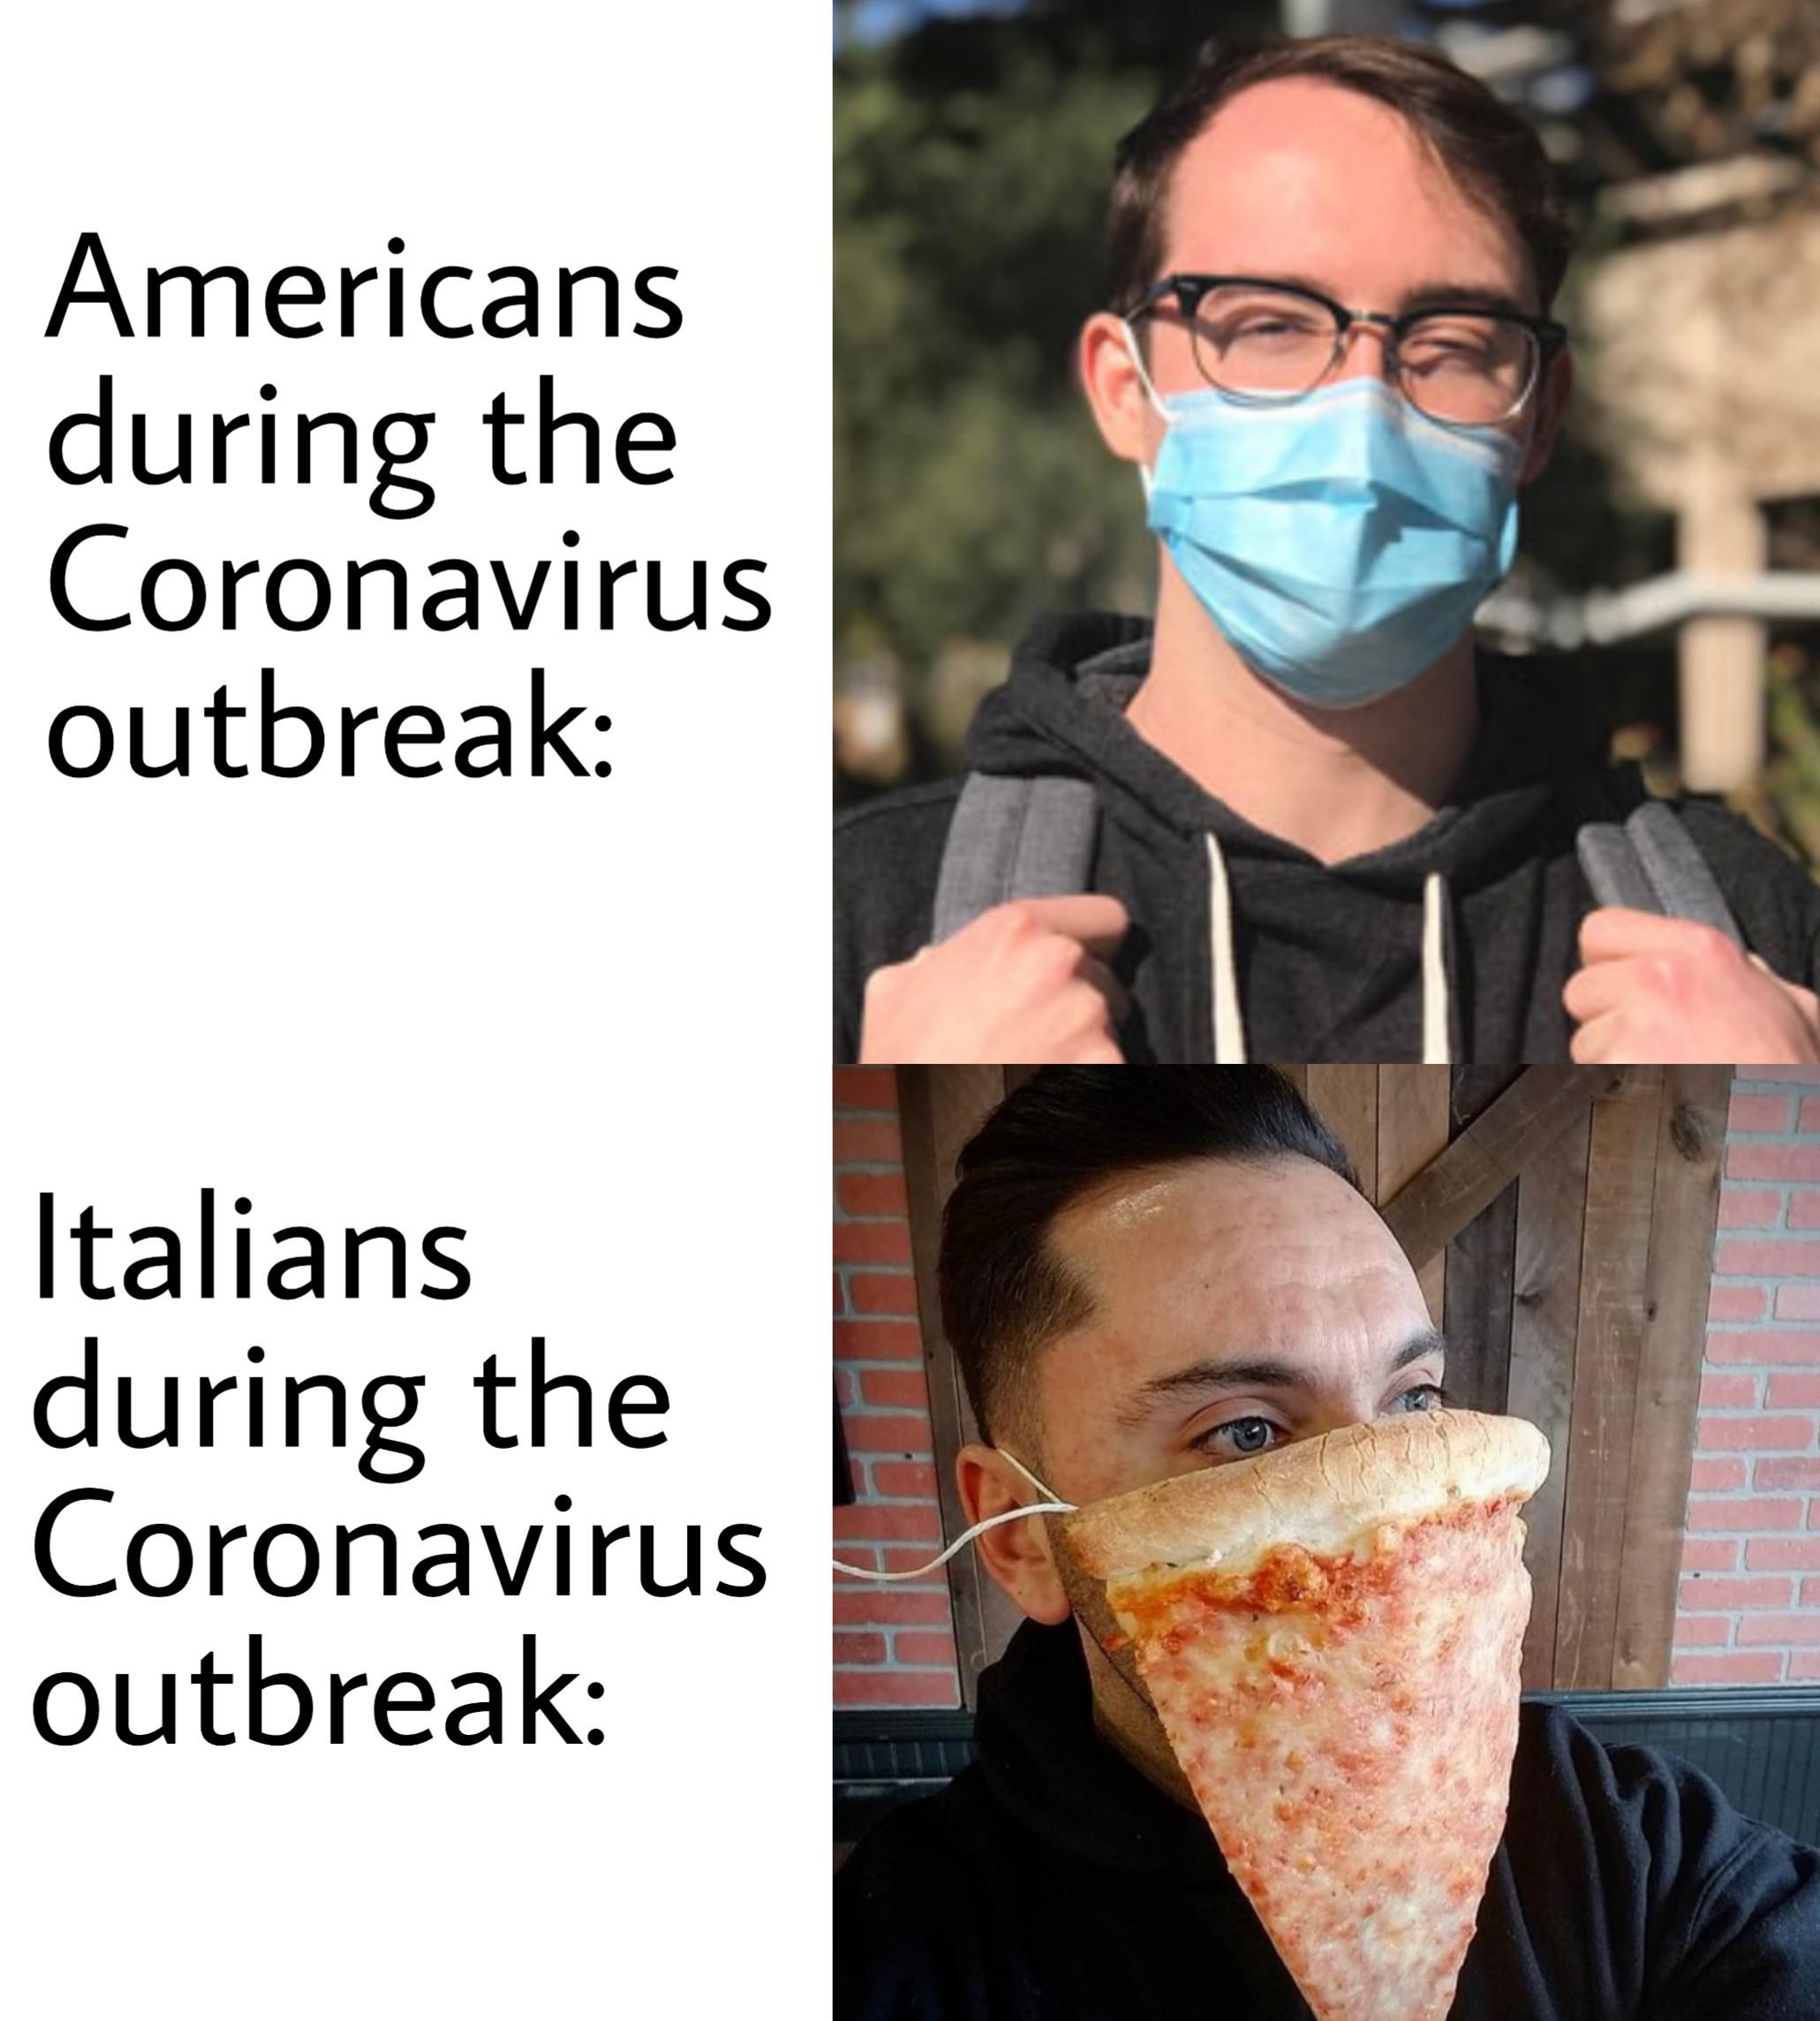 Americans
during the
Coronavirus
outbreak:
Italians
during the
Coronavirus
outbreak: